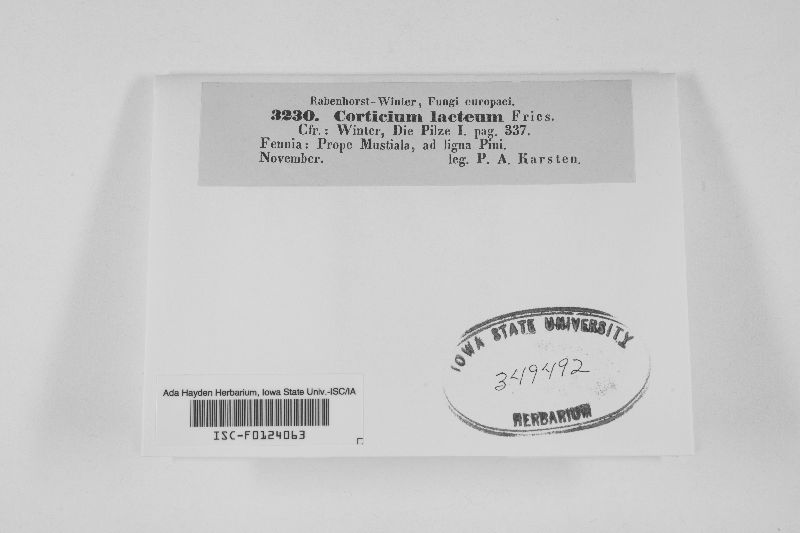 Rabenhorst-Winter, Fungi europaei.
3230. Corticium lacteum Fries.
Cfr.: Winter, Die Pilze I. pag. 337.
Fennia: Prope Mustiala, ad ligna Pini.
November. leg. P. A. Karsten.
IOWA STATE UNIVERSITY
349492
HERBARIUM
Ada Hayden Herbarium, Iowa State Univ.-ISC/IA
ISC-F0124063